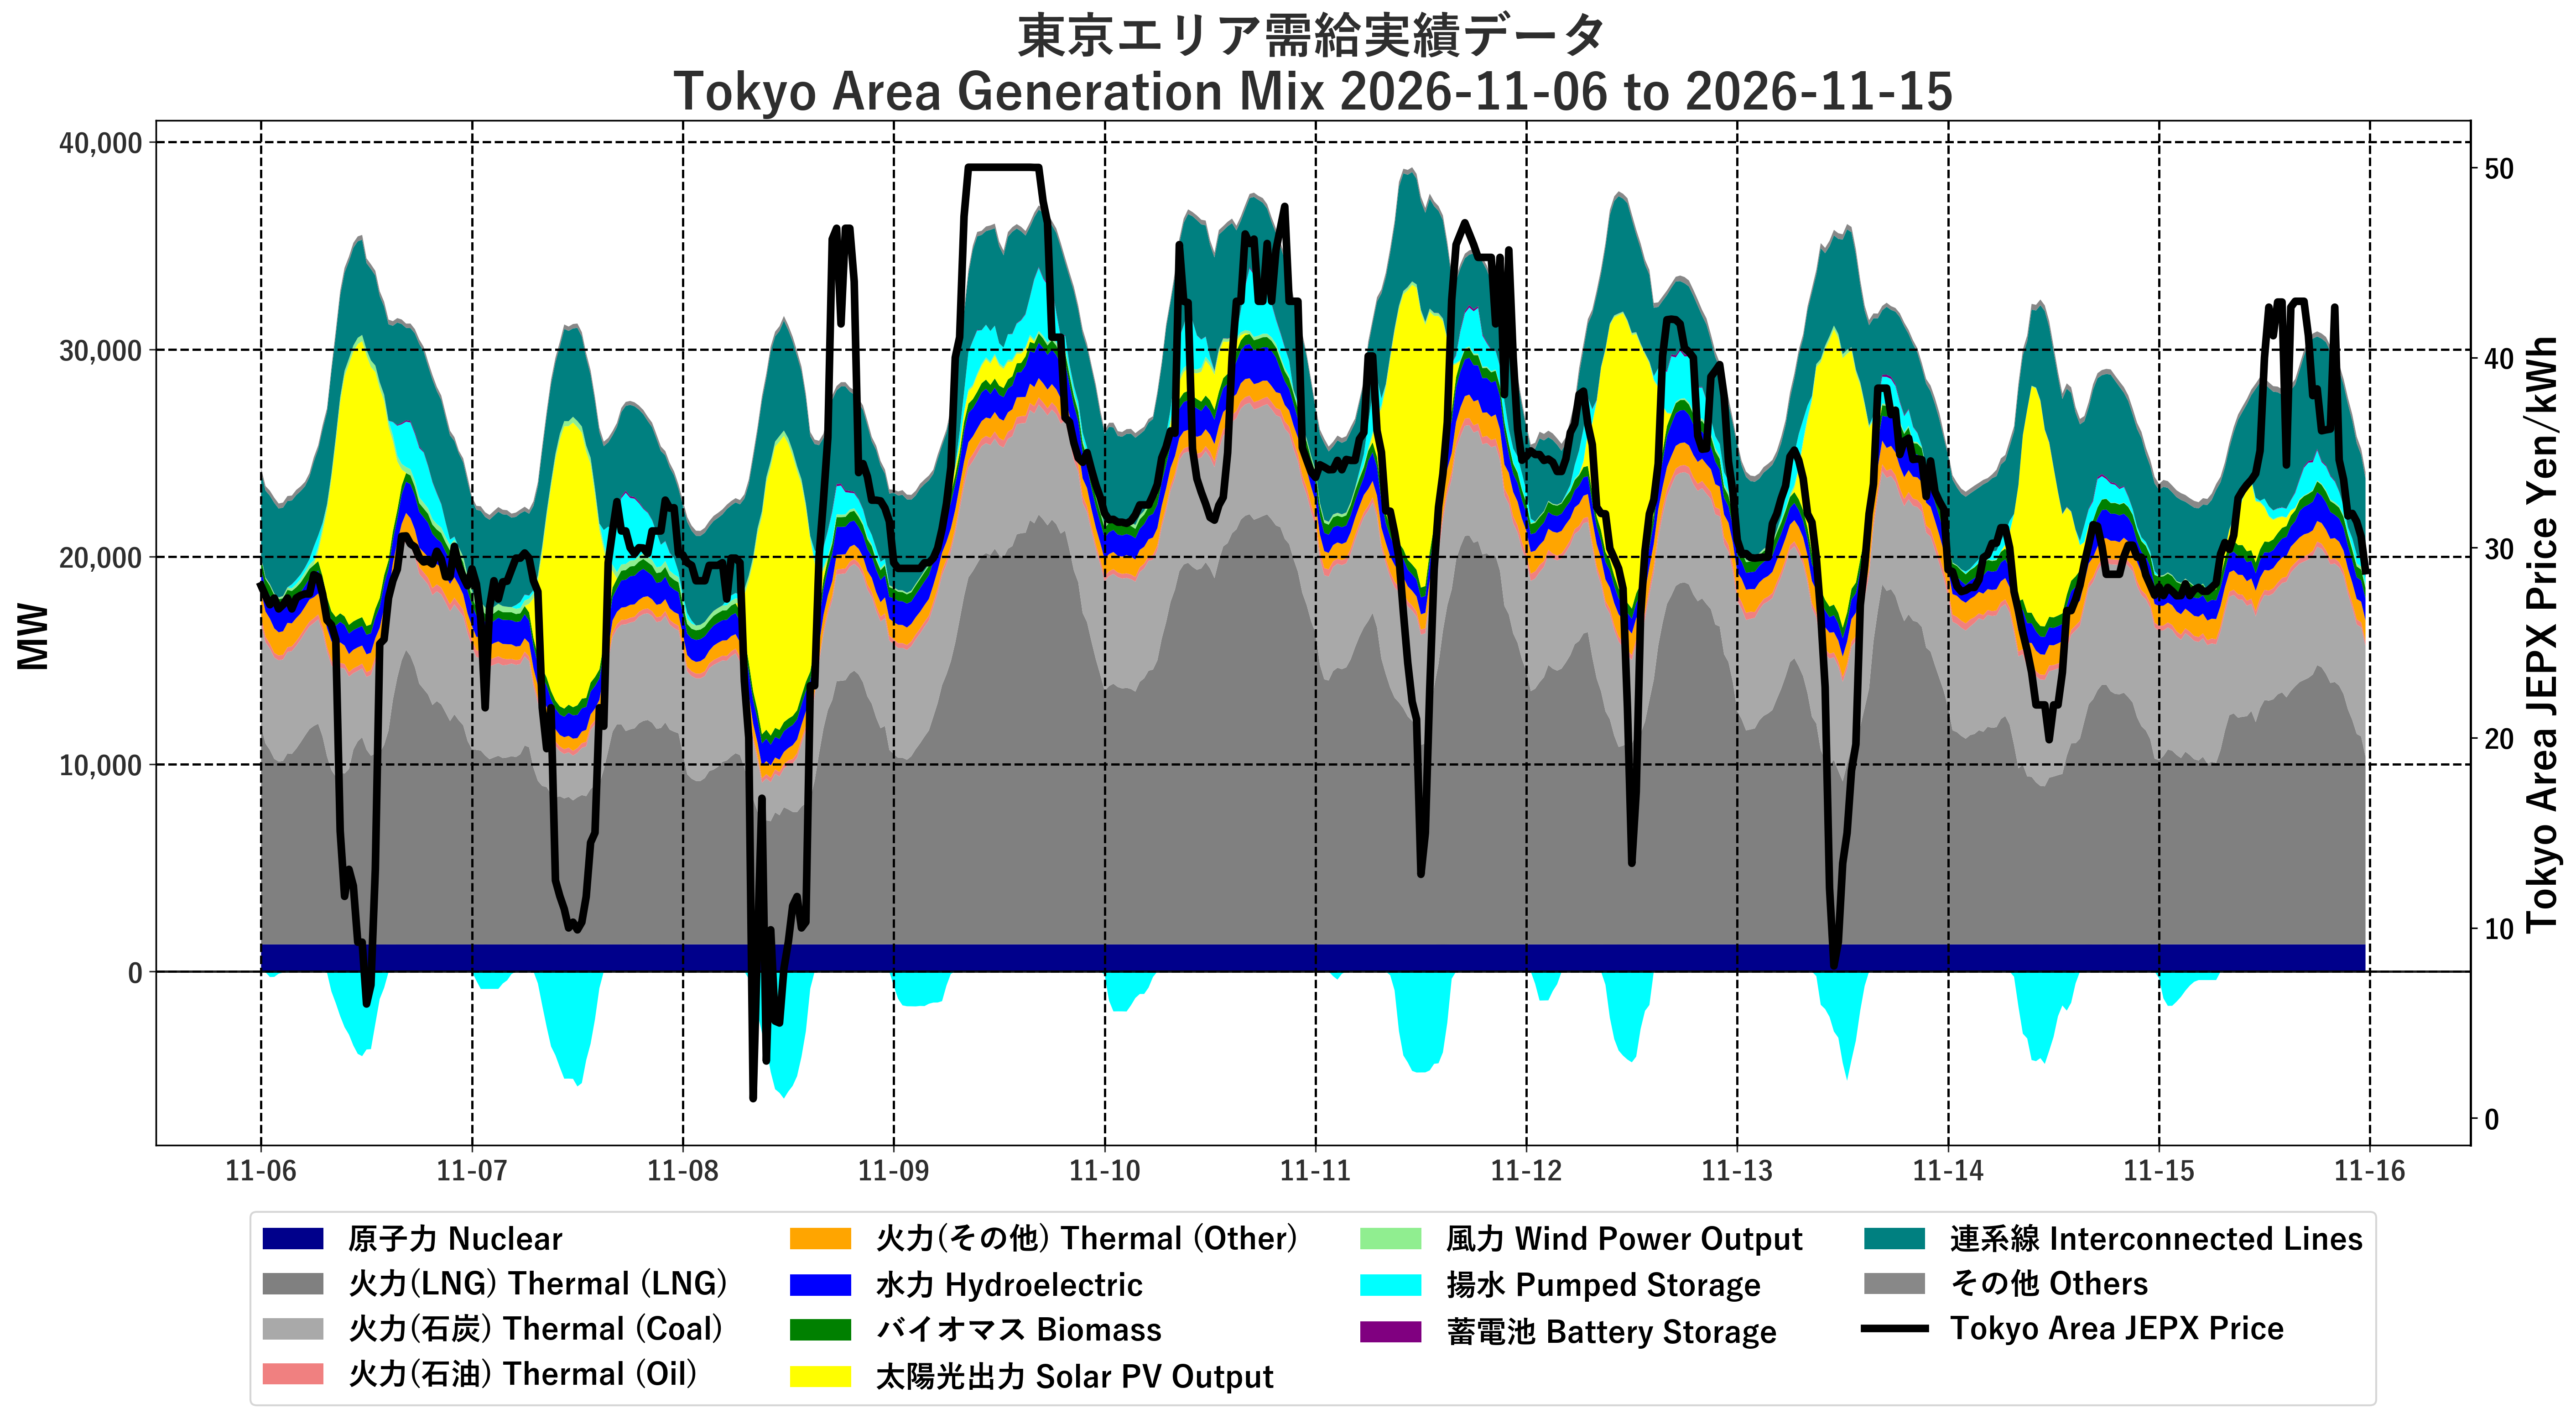 東京エリア需給実績データ
Tokyo Area Generation Mix 2026-11-06 to 2026-11-15
40,000
30,000
20,000
10,000
0
MW
50
40
30
20
10
0
Tokyo Area JEPX Price Yen/kWh
11-06
11-07
11-08
11-09
11-10
11-11
11-12
11-13
11-14
11-15
11-16
原子力 Nuclear
火力(LNG) Thermal (LNG)
火力(石炭) Thermal (Coal)
火力(石油) Thermal (Oil)
火力(その他) Thermal (Other)
水力 Hydroelectric
バイオマス Biomass
太陽光出力 Solar PV Output
風力 Wind Power Output
揚水 Pumped Storage
蓄電池 Battery Storage
連系線 Interconnected Lines
その他 Others
Tokyo Area JEPX Price